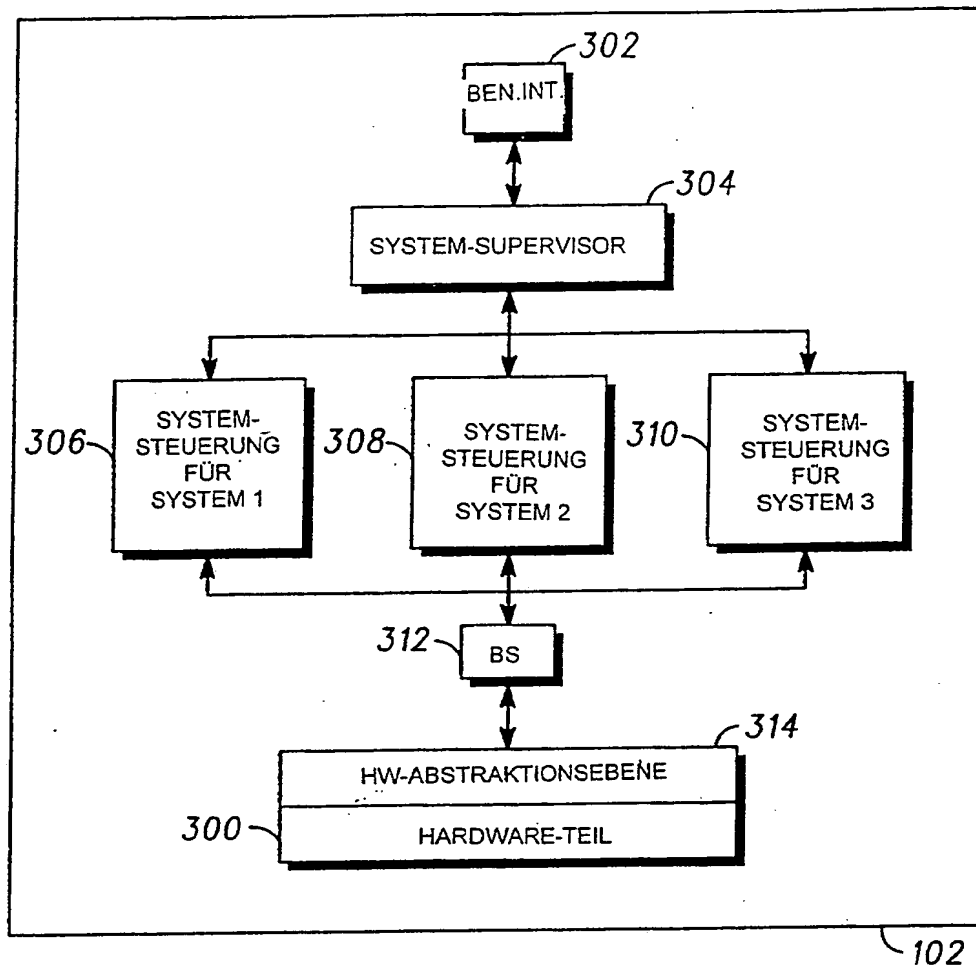 302
BEN.INT.
304
SYSTEM-SUPERVISOR
306
SYSTEM-
STEUERUNG
FÜR
SYSTEM 1
308
SYSTEM-
STEUERUNG
FÜR
SYSTEM 2
310
SYSTEM-
STEUERUNG
FÜR
SYSTEM 3
312
BS
314
HW-ABSTRAKTIONSEBENE
300
HARDWARE-TEIL
102